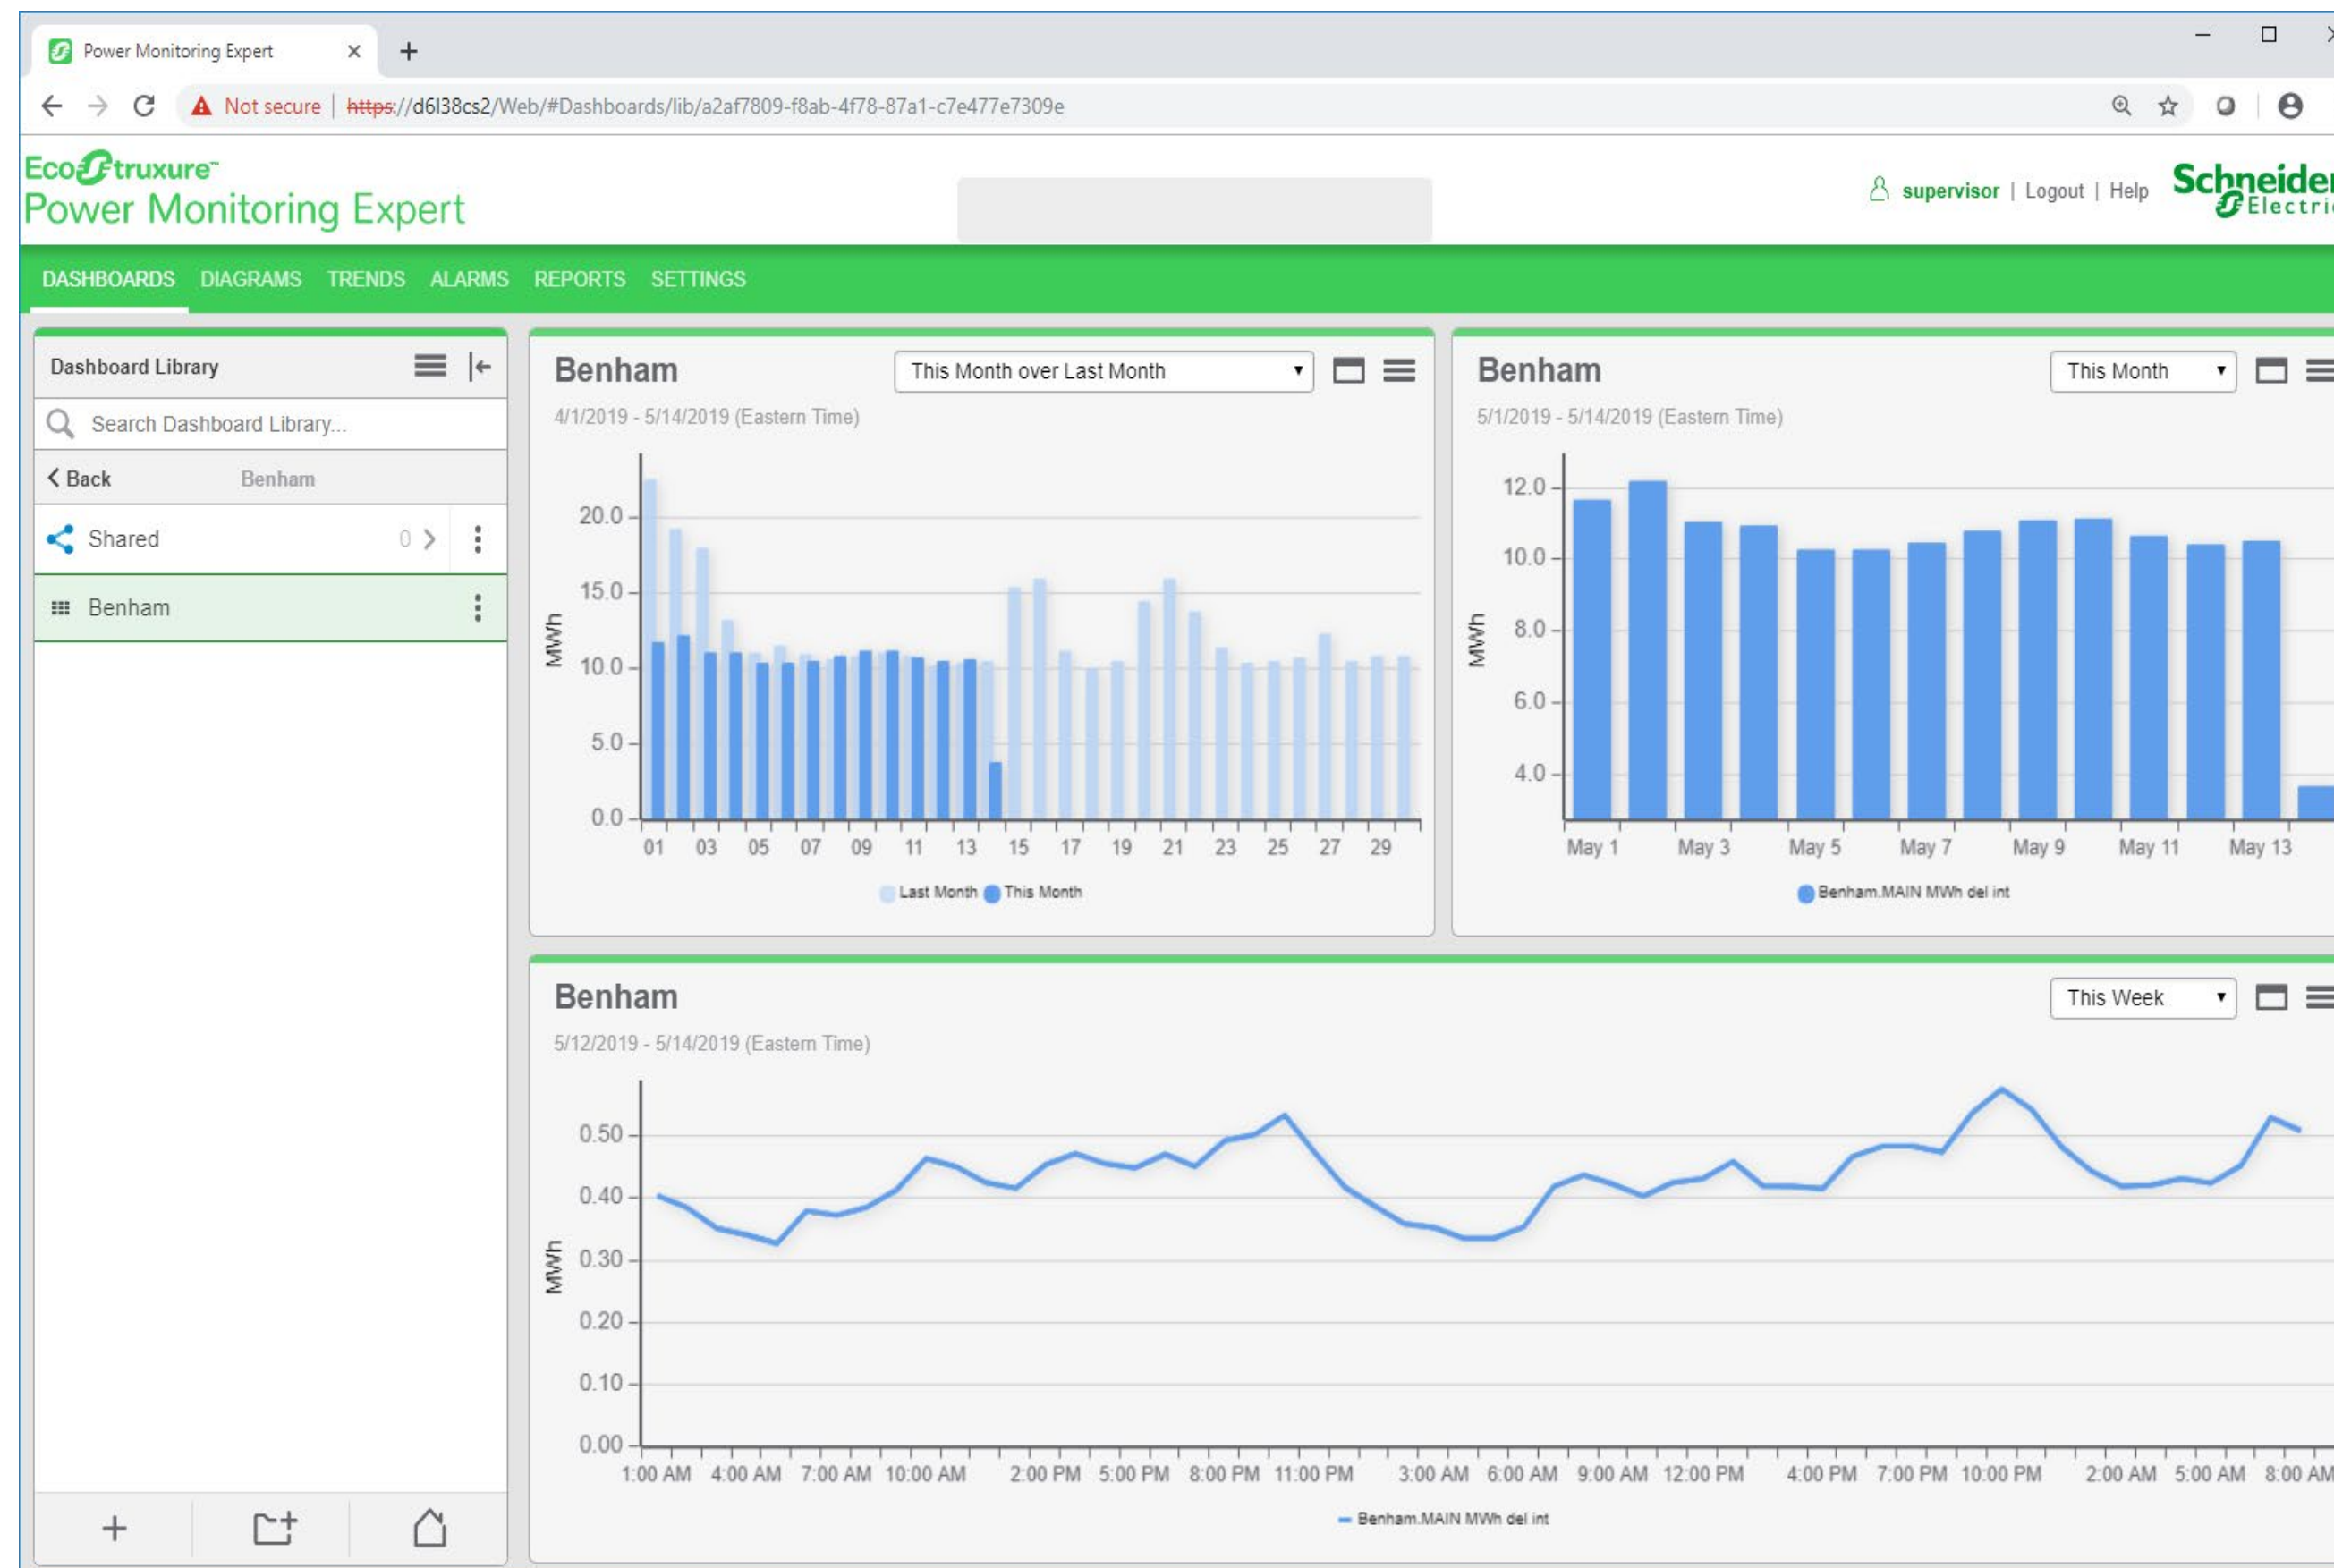 Power Monitoring Expert
Not secure | https://d6l38cs2/Web/#Dashboards/lib/a2af7809-f8ab-4f78-87a1-c7e477e7309e
EcoStruxure™
Power Monitoring Expert
supervisor | Logout | Help
Schneider
Electric
DASHBOARDS DIAGRAMS TRENDS ALARMS REPORTS SETTINGS
Dashboard Library
Search Dashboard Library...
Back Benham
Shared 0
Benham
Benham
This Month over Last Month
4/1/2019 - 5/14/2019 (Eastern Time)
20.0
15.0
10.0
5.0
0.0
MWh
01 03 05 07 09 11 13 15 17 19 21 23 25 27 29
Last Month This Month
Benham
This Month
5/1/2019 - 5/14/2019 (Eastern Time)
12.0
10.0
8.0
6.0
4.0
MWh
May 1 May 3 May 5 May 7 May 9 May 11 May 13
Benham.MAIN MWh del int
Benham
This Week
5/12/2019 - 5/14/2019 (Eastern Time)
0.50
0.40
0.30
0.20
0.10
0.00
MWh
1:00 AM 4:00 AM 7:00 AM 10:00 AM 2:00 PM 5:00 PM 8:00 PM 11:00 PM 3:00 AM 6:00 AM 9:00 AM 12:00 PM 4:00 PM 7:00 PM 10:00 PM 2:00 AM 5:00 AM 8:00 AM
Benham.MAIN MWh del int